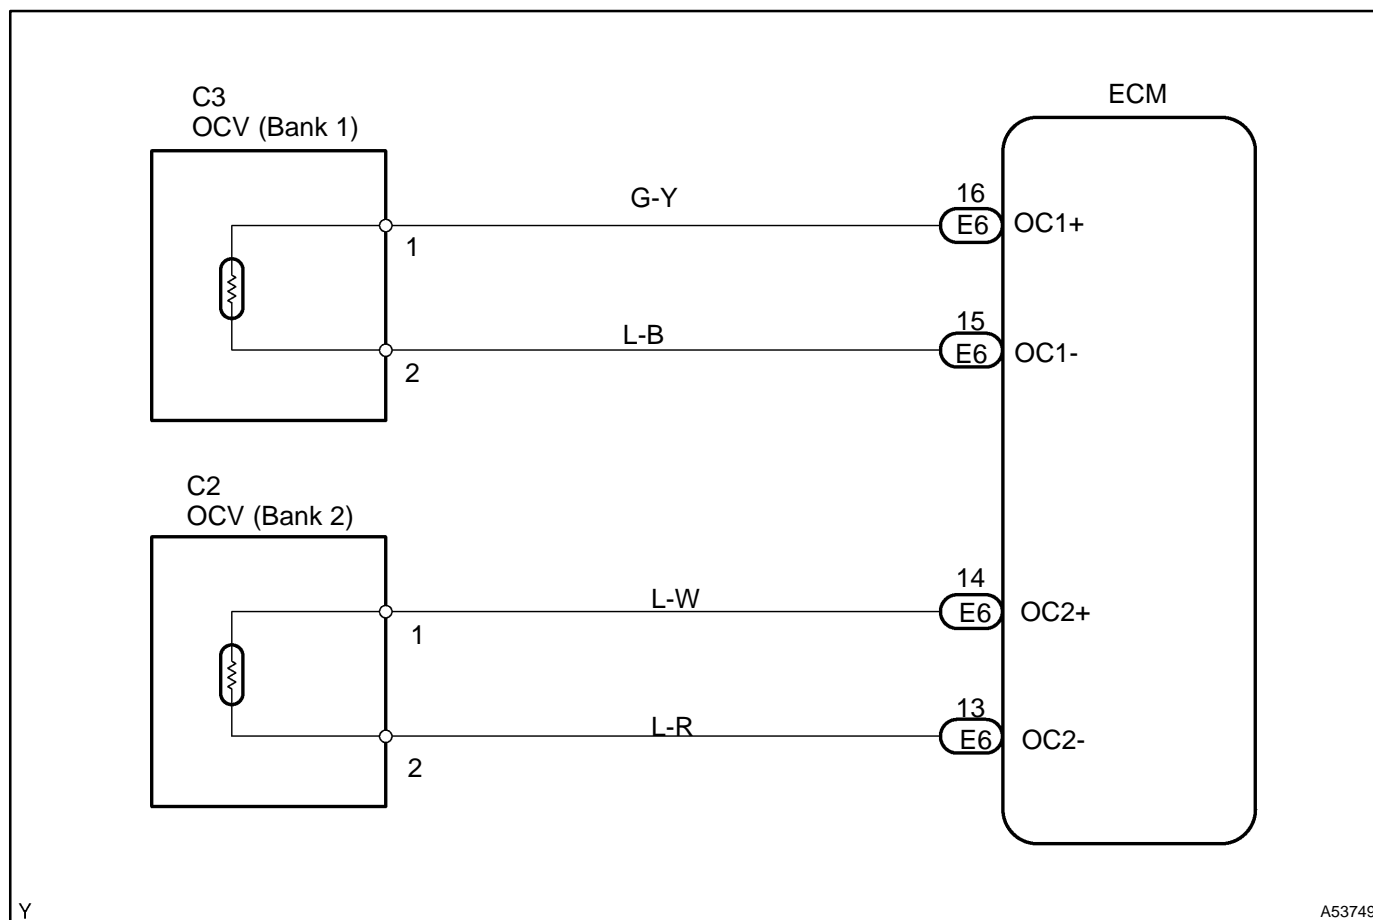 C3
OCV (Bank 1)
ECM
G-Y
16
E6
OC1+
1
L-B
15
E6
OC1-
2
C2
OCV (Bank 2)
L-W
14
E6
OC2+
1
L-R
13
E6
OC2-
2
Y
A53749